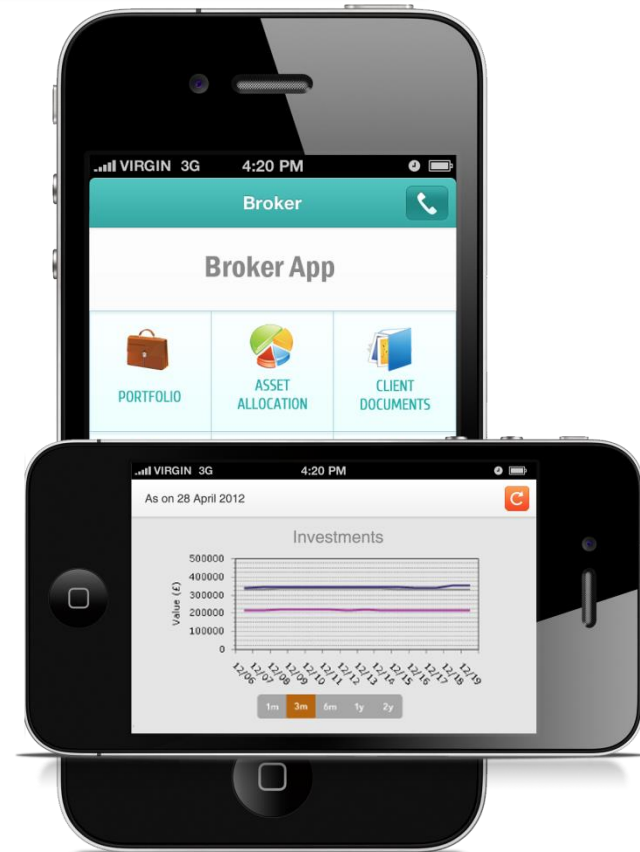 VIRGIN 3G 4:20 PM
Broker
Broker App
PORTFOLIO
ASSET
ALLOCATION
CLIENT
DOCUMENTS
VIRGIN 3G 4:20 PM
As on 28 April 2012
Investments
500000
400000
300000
200000
100000
0
Value (£)
12/06 12/07 12/08 12/09 12/10 12/11 12/12 12/13 12/14 12/15 12/16 12/17 12/18 12/19
1m 3m 6m 1y 2y